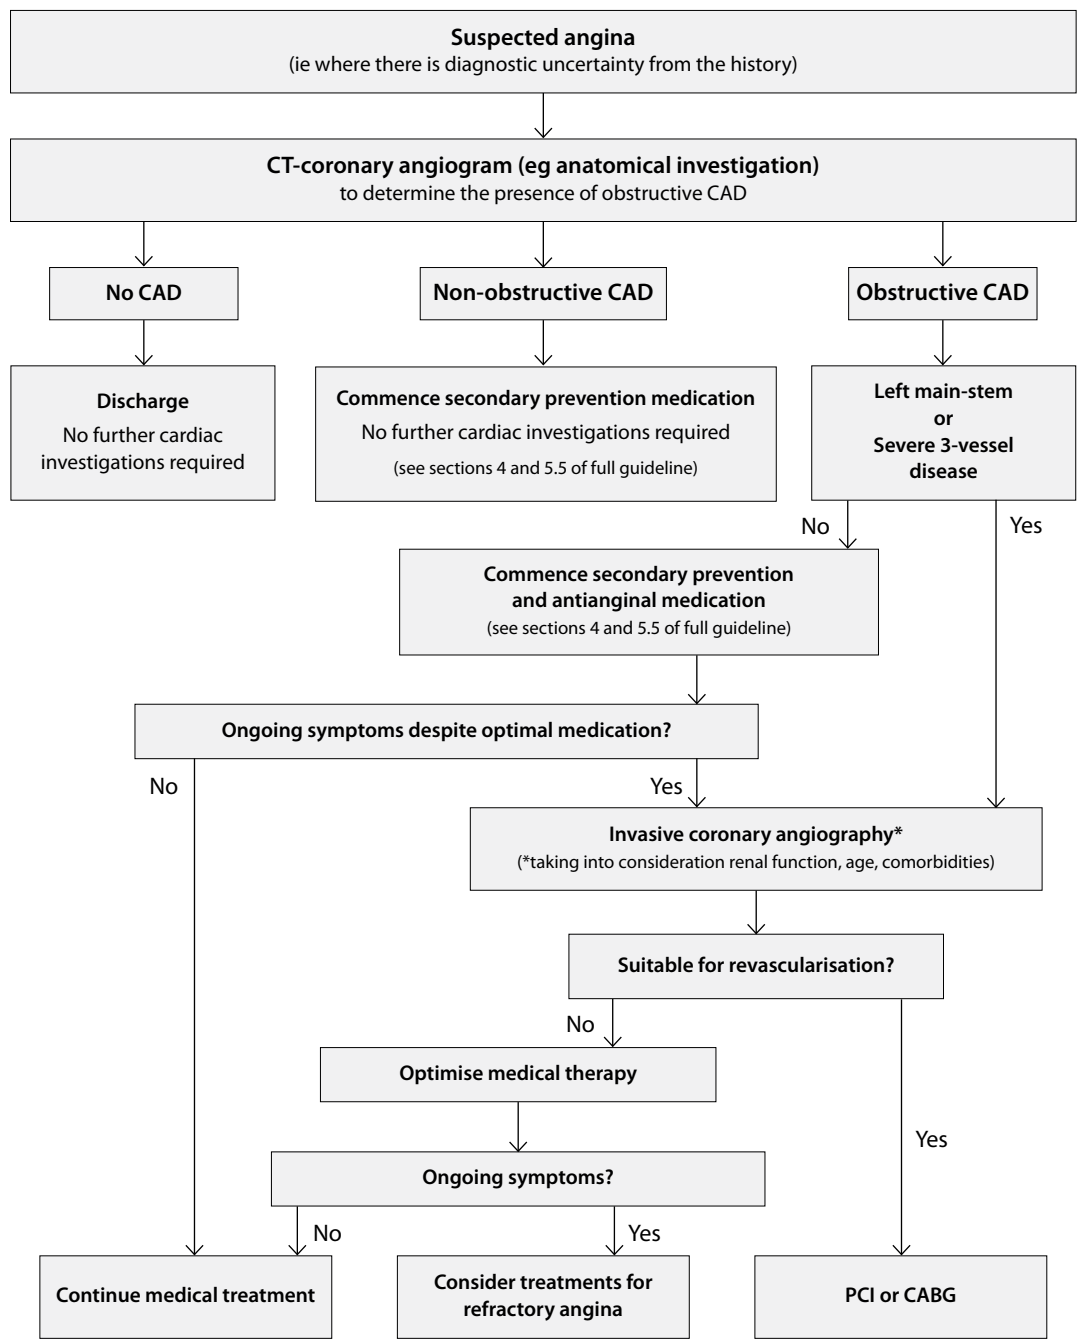 Suspected angina
(ie where there is diagnostic uncertainty from the history)
CT-coronary angiogram (eg anatomical investigation)
to determine the presence of obstructive CAD
No CAD
Non-obstructive CAD
Obstructive CAD
Discharge
No further cardiac
investigations required
Commence secondary prevention medication
No further cardiac investigations required
(see sections 4 and 5.5 of full guideline)
Left main-stem
or
Severe 3-vessel
disease
No
Yes
Commence secondary prevention
and antianginal medication
(see sections 4 and 5.5 of full guideline)
Ongoing symptoms despite optimal medication?
No
Yes
Invasive coronary angiography*
(*taking into consideration renal function, age, comorbidities)
Suitable for revascularisation?
No
Yes
Optimise medical therapy
Ongoing symptoms?
No
Yes
Continue medical treatment
Consider treatments for
refractory angina
PCI or CABG